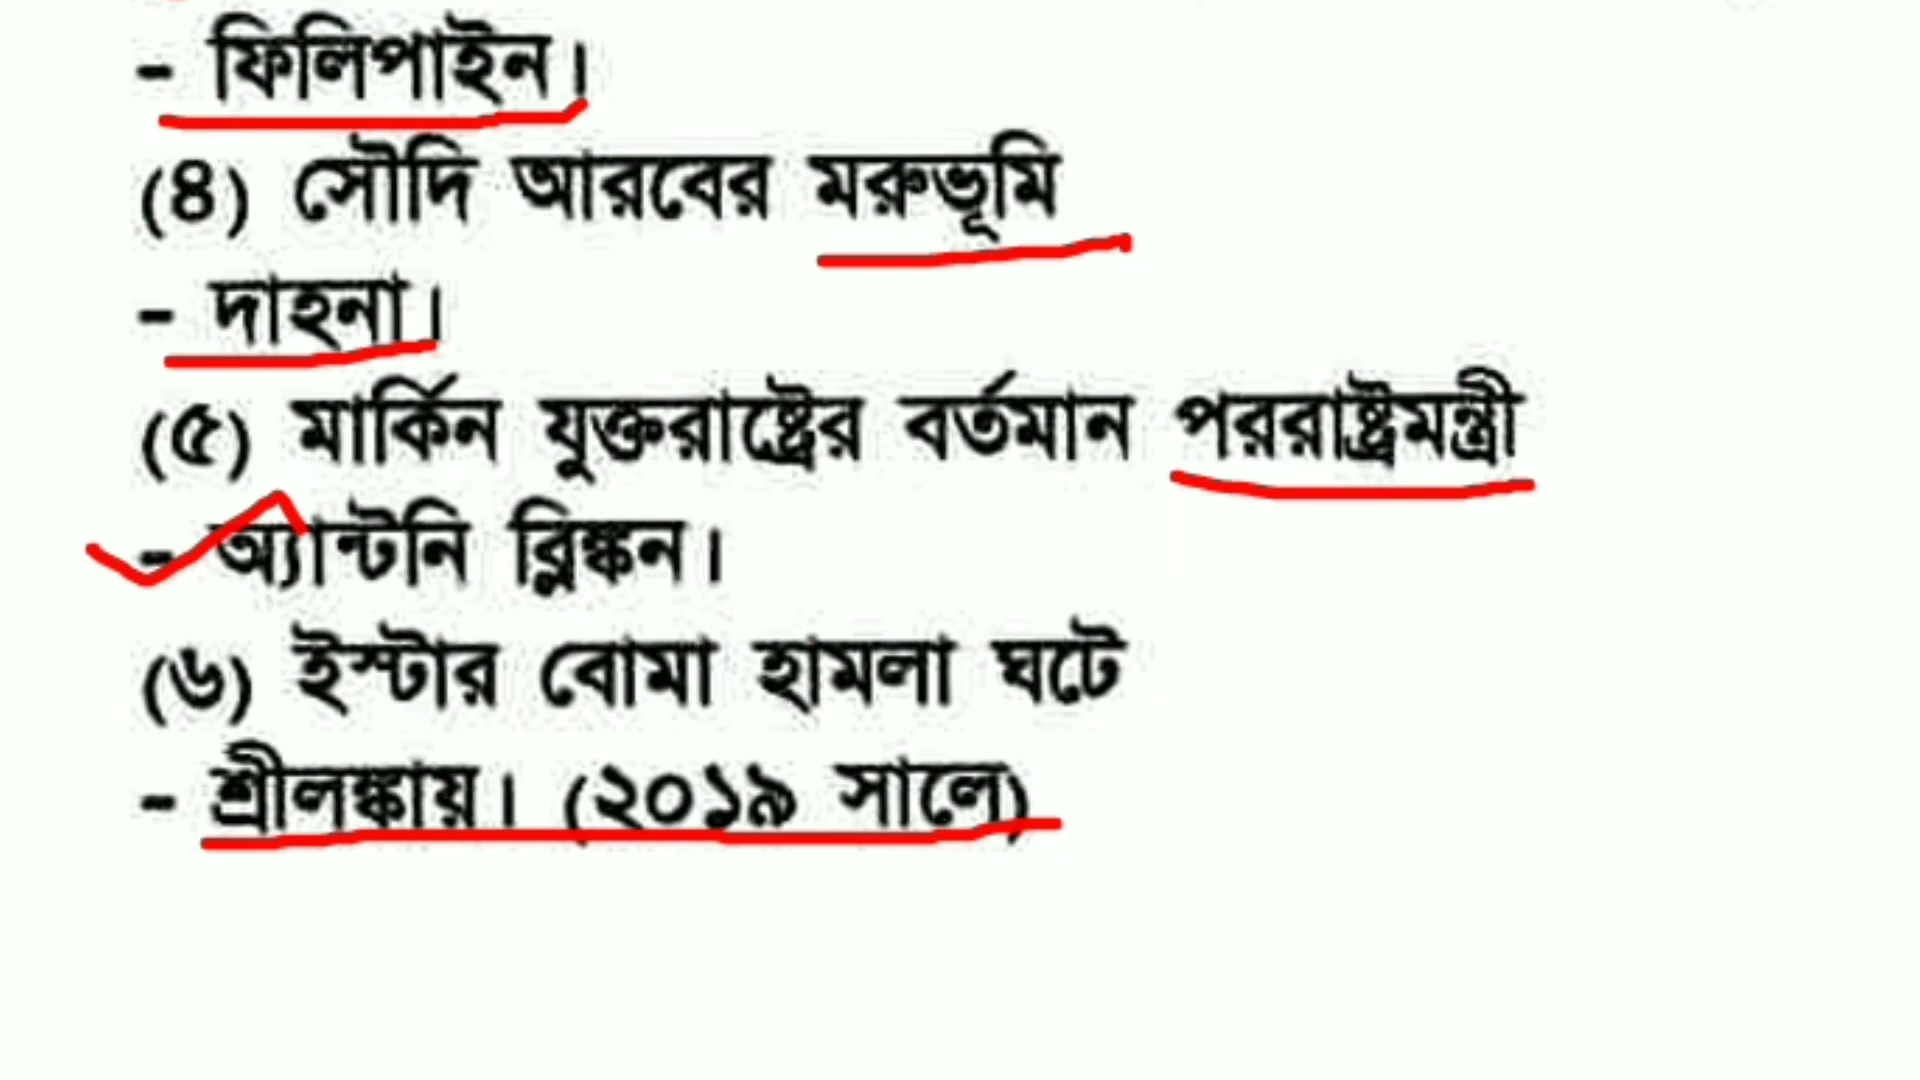 - ফিলিপাইন।
(৪) সৌদি আরবের মরুভূমি
- দাহনা।
(৫) মার্কিন যুক্তরাষ্ট্রের বর্তমান পররাষ্ট্রমন্ত্রী
- অ্যান্টনি ব্লিঙ্কন।
(৬) ইস্টার বোমা হামলা ঘটে
- শ্রীলঙ্কায়। (২০১৯ সালে)